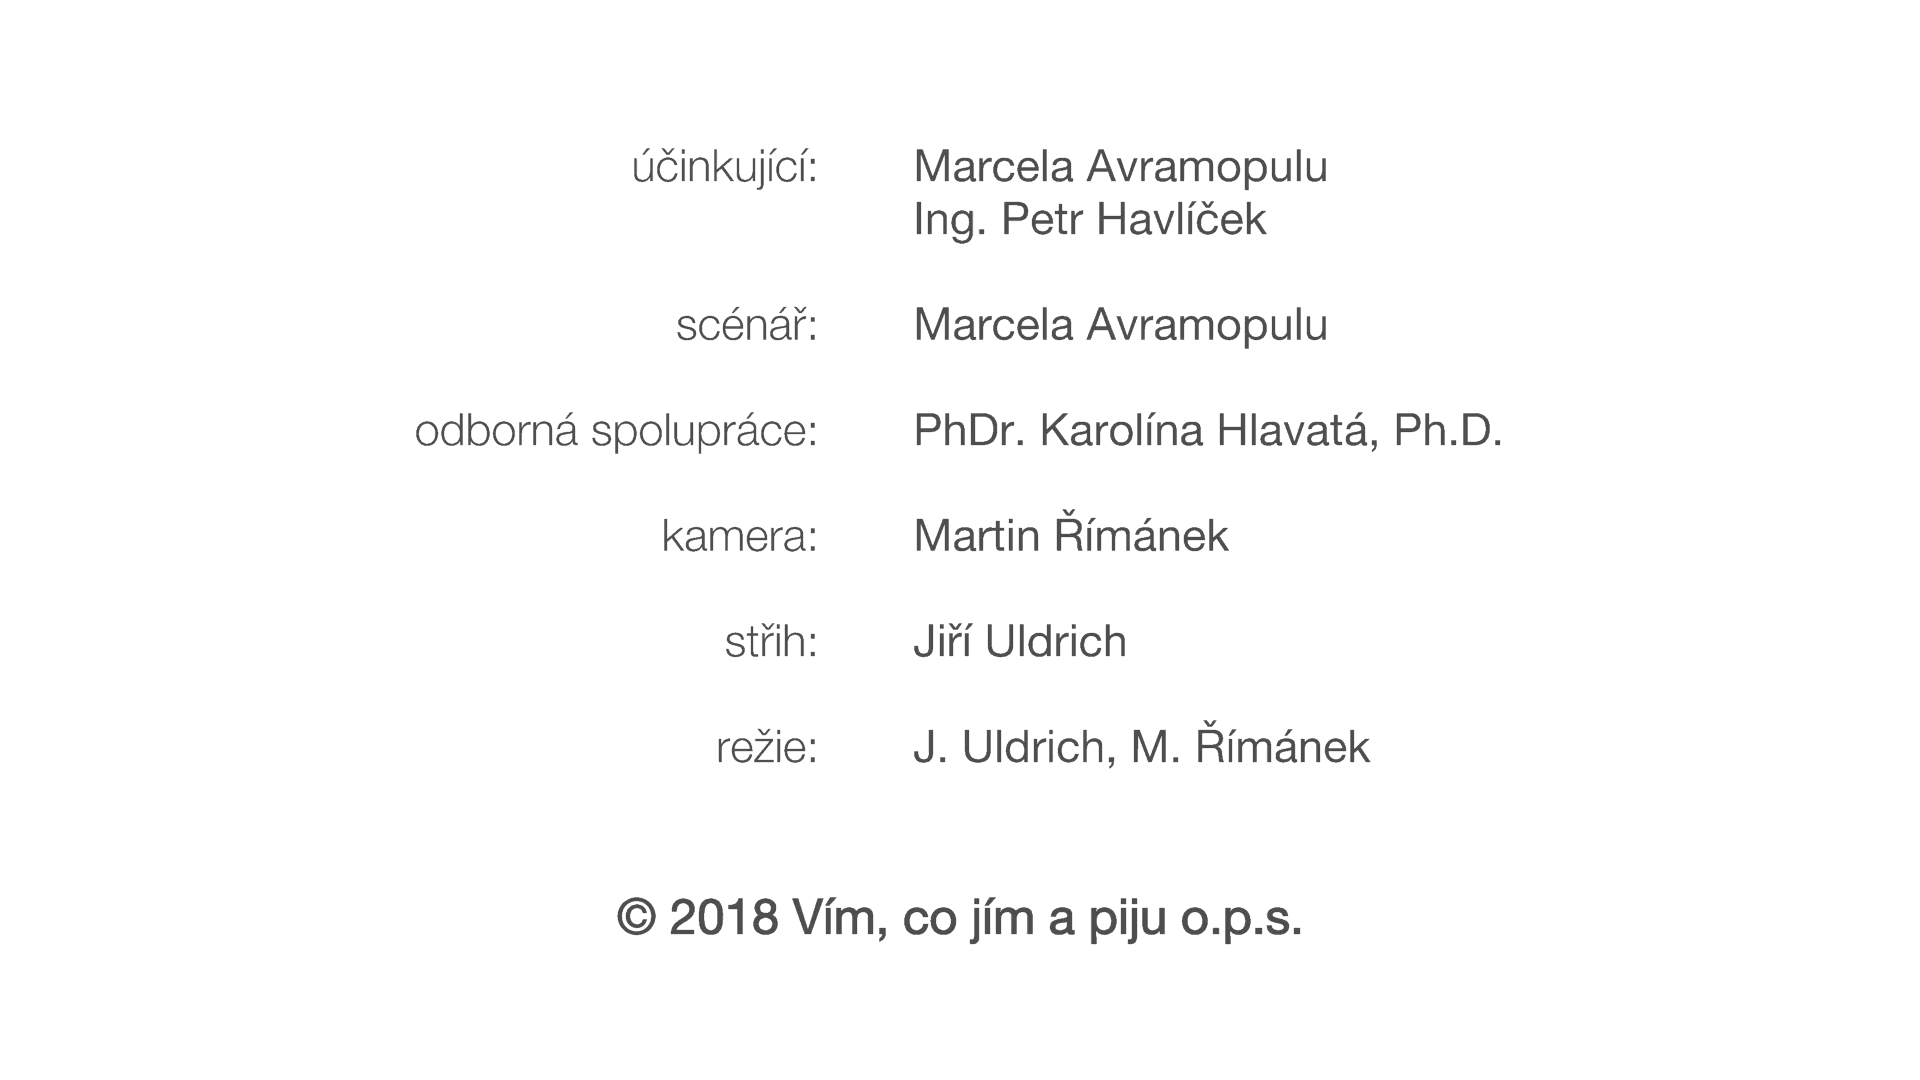 účinkující: Marcela Avramopulu
Ing. Petr Havlíček
scénář: Marcela Avramopulu
odborná spolupráce: PhDr. Karolína Hlavatá, Ph.D.
kamera: Martin Římánek
střih: Jiří Uldrich
režie: J. Uldrich, M. Římánek
© 2018 Vím, co jím a piju o.p.s.